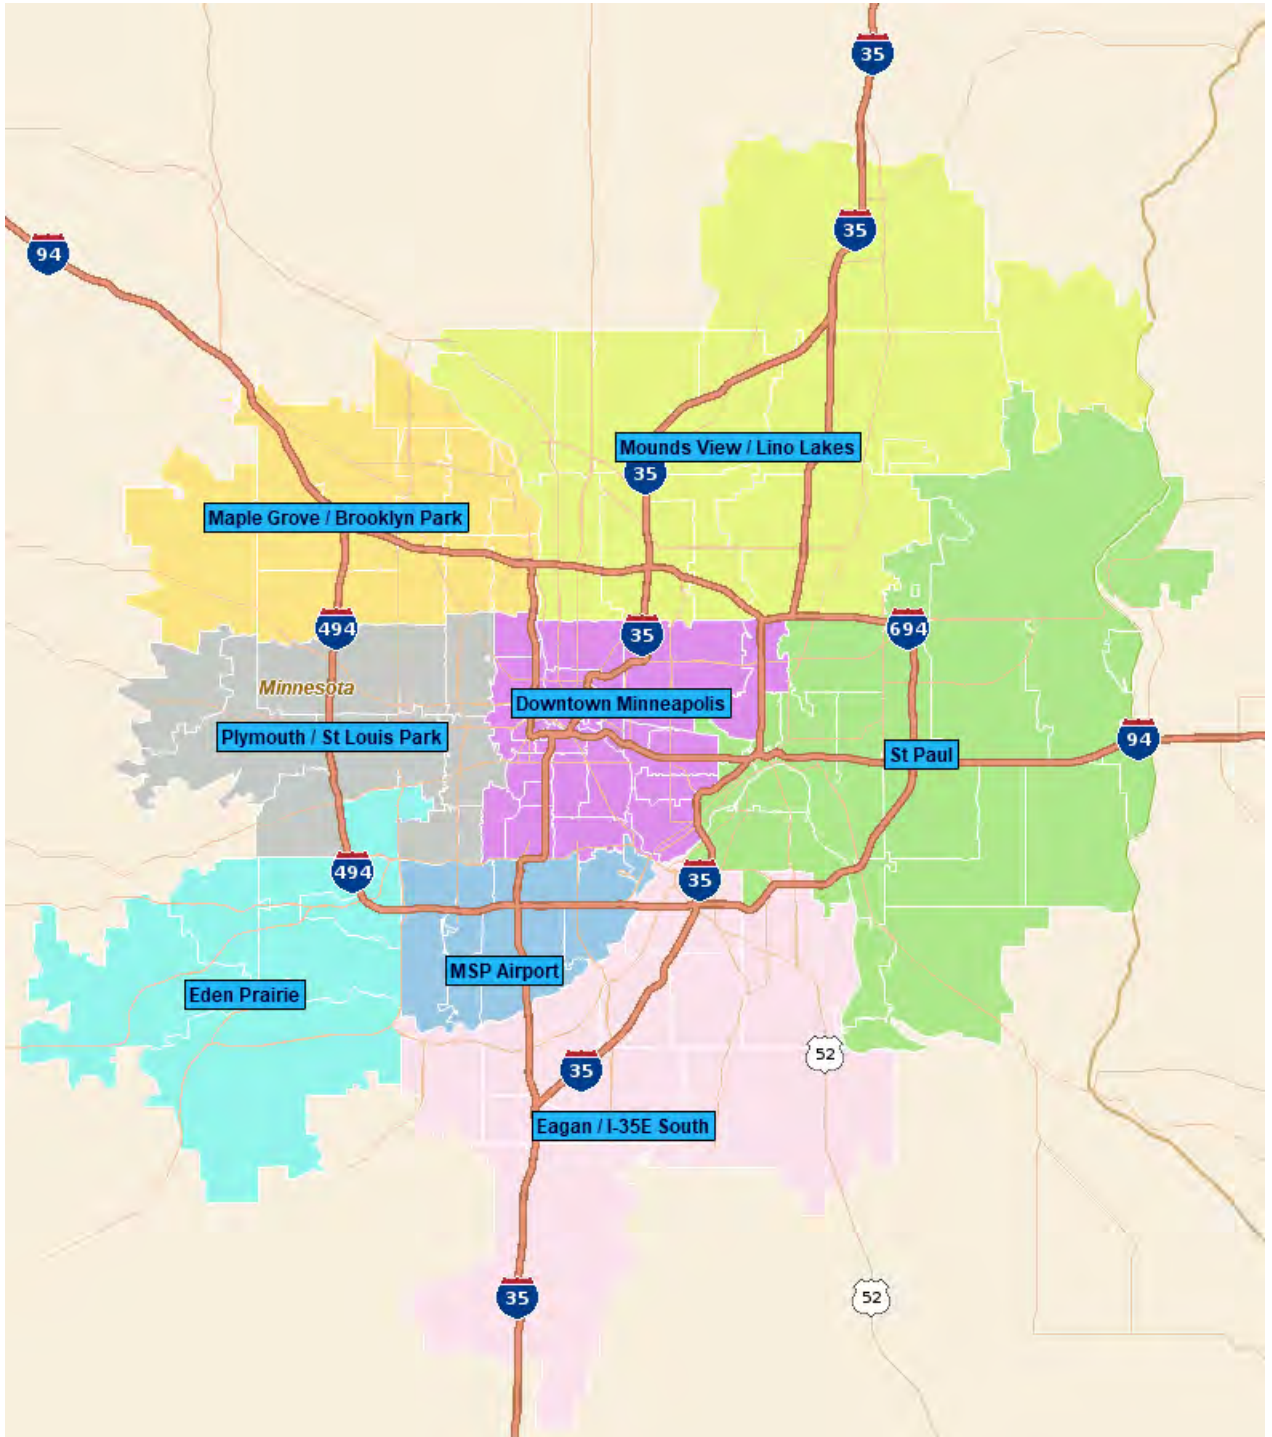 35
35
94
Mounds View / Lino Lakes
35
Maple Grove / Brooklyn Park
494
35
694
Minnesota
Downtown Minneapolis
Plymouth / St Louis Park
94
St Paul
494
35
MSP Airport
Eden Prairie
52
35
Eagan / I-35E South
35
52